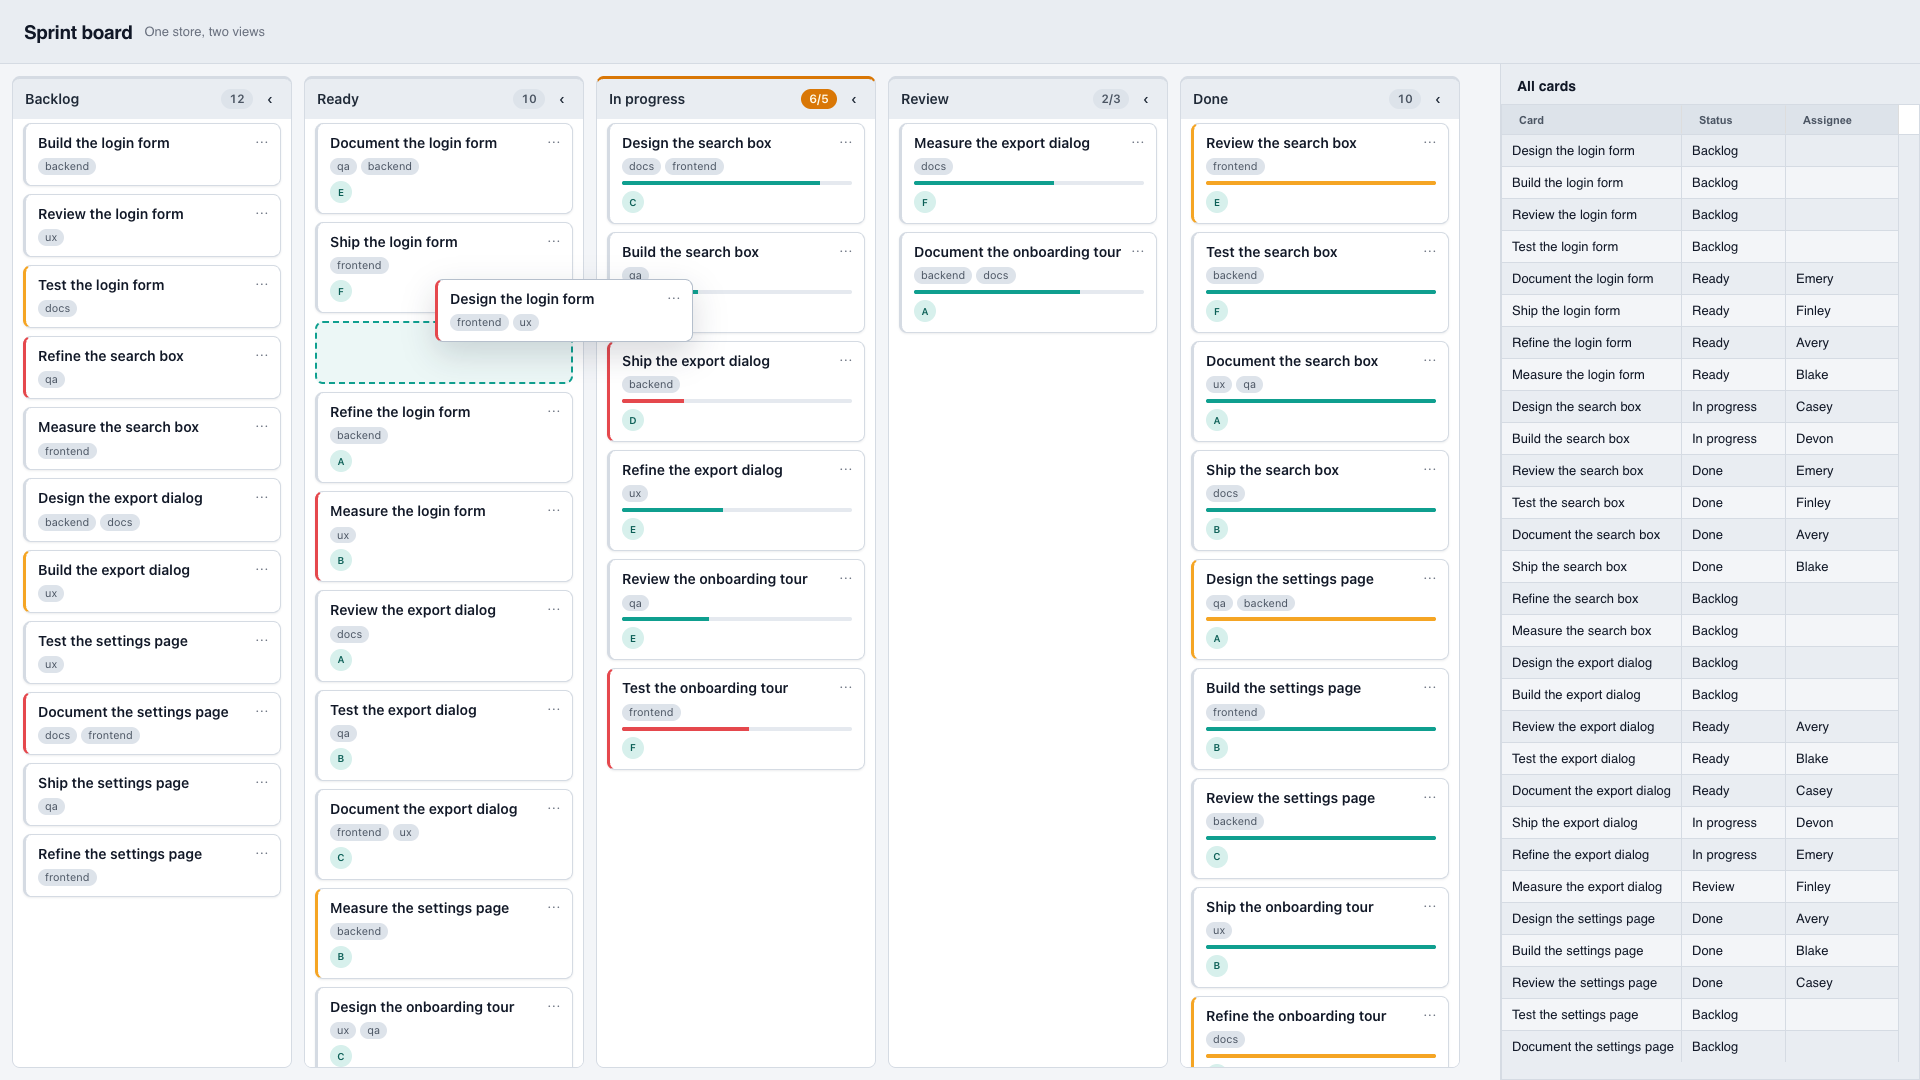 Sprint board
One store, two views
Backlog
12
‹
Build the login form
...
backend
Review the login form
...
ux
Test the login form
...
docs
Refine the search box
...
qa
Measure the search box
...
frontend
Design the export dialog
...
backend docs
Build the export dialog
...
ux
Test the settings page
...
ux
Document the settings page
...
docs frontend
Ship the settings page
...
qa
Refine the settings page
...
frontend
Ready
10
‹
Document the login form
...
qa backend
E
Ship the login form
...
frontend
F
Design the login form
...
frontend ux
Refine the login form
...
backend
A
Measure the login form
...
ux
B
Review the export dialog
...
docs
A
Test the export dialog
...
qa
B
Document the export dialog
...
frontend ux
C
Measure the settings page
...
backend
B
Design the onboarding tour
...
ux qa
C
In progress
6/5
‹
Design the search box
...
docs frontend
C
Build the search box
...
qa
Ship the export dialog
...
backend
D
Refine the export dialog
...
ux
E
Review the onboarding tour
...
qa
E
Test the onboarding tour
...
frontend
F
Review
2/3
‹
Measure the export dialog
...
docs
F
Document the onboarding tour
...
backend docs
A
Done
10
‹
Review the search box
...
frontend
E
Test the search box
...
backend
F
Document the search box
...
ux qa
A
Ship the search box
...
docs
B
Design the settings page
...
qa backend
A
Build the settings page
...
frontend
B
Review the settings page
...
backend
C
Ship the onboarding tour
...
ux
B
Refine the onboarding tour
...
docs
All cards
Card Status Assignee
Design the login form Backlog
Build the login form Backlog
Review the login form Backlog
Test the login form Backlog
Document the login form Ready Emery
Ship the login form Ready Finley
Refine the login form Ready Avery
Measure the login form Ready Blake
Design the search box In progress Casey
Build the search box In progress Devon
Review the search box Done Emery
Test the search box Done Finley
Document the search box Done Avery
Ship the search box Done Blake
Refine the search box Backlog
Measure the search box Backlog
Design the export dialog Backlog
Build the export dialog Backlog
Review the export dialog Ready Avery
Test the export dialog Ready Blake
Document the export dialog Ready Casey
Ship the export dialog In progress Devon
Refine the export dialog In progress Emery
Measure the export dialog Review Finley
Design the settings page Done Avery
Build the settings page Done Blake
Review the settings page Done Casey
Test the settings page Backlog
Document the settings page Backlog